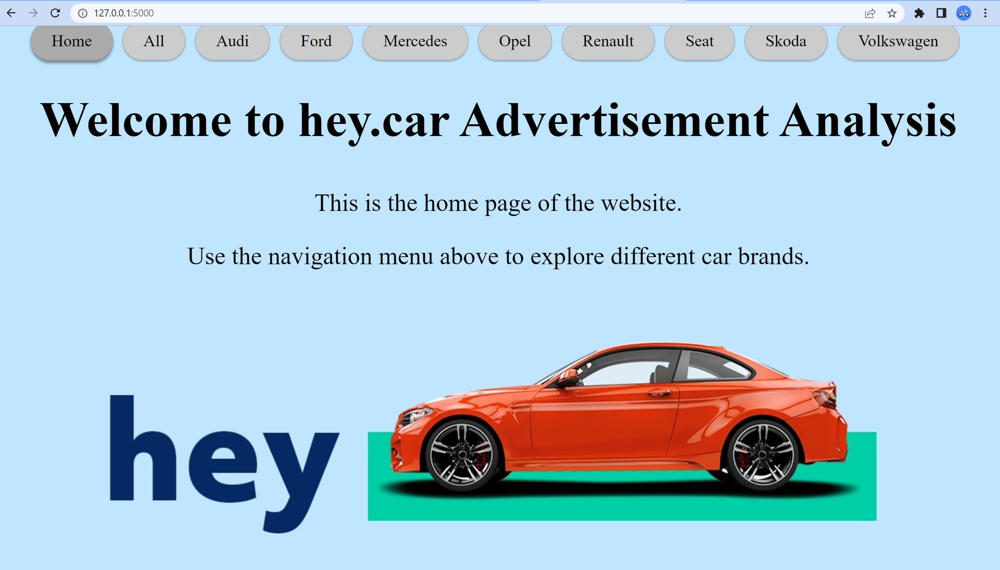 127.0.0.1:5000
Home All Audi Ford Mercedes Opel Renault Seat Skoda Volkswagen
Welcome to hey.car Advertisement Analysis
This is the home page of the website.
Use the navigation menu above to explore different car brands.
hey